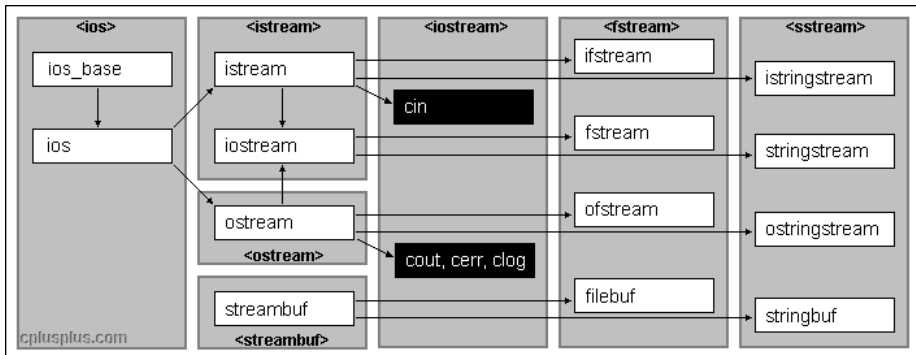 <ios>
<istream>
<iostream>
<fstream>
<sstream>
ios_base
istream
ifstream
istringstream
cin
ios
iostream
fstream
stringstream
ostream
ofstream
ostringstream
<ostream>
cout, cerr, clog
streambuf
filebuf
stringbuf
cplusplus.com
<streambuf>